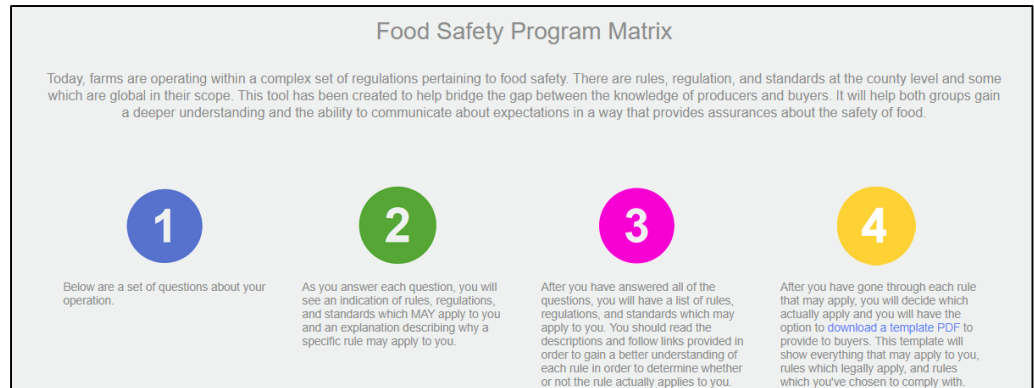 Food Safety Program Matrix
Today, farms are operating within a complex set of regulations pertaining to food safety. There are rules, regulation, and standards at the county level and some
which are global in their scope. This tool has been created to help bridge the gap between the knowledge of producers and buyers. It will help both groups gain
a deeper understanding and the ability to communicate about expectations in a way that provides assurances about the safety of food.
1
Below are a set of questions about your
operation.
2
As you answer each question, you will
see an indication of rules, regulations,
and standards which MAY apply to you
and an explanation describing why a
specific rule may apply to you.
3
After you have answered all of the
questions, you will have a list of rules,
regulations, and standards which may
apply to you. You should read the
descriptions and follow links provided in
order to gain a better understanding of
each rule in order to determine whether
or not the rule actually applies to you.
4
After you have gone through each rule
that may apply, you will decide which
actually apply and you will have the
option to download a template PDF to
provide to buyers. This template will
show everything that may apply to you,
rules which legally apply, and rules
which you've chosen to comply with.